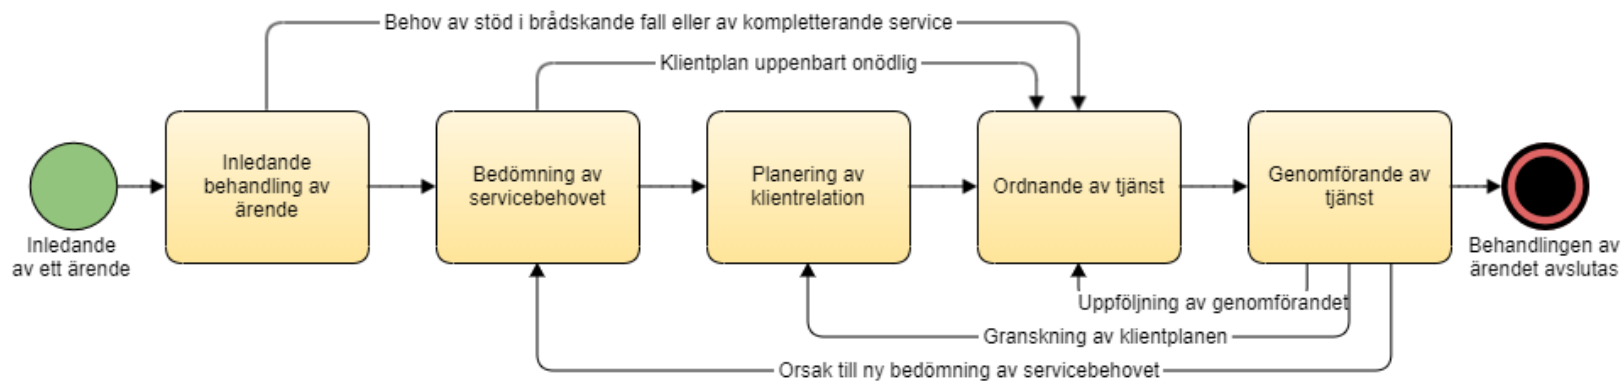 Behov av stöd i brådskande fall eller av kompletterande service
Klientplan uppenbart onödlig
Inledande
behandling av
ärende
Bedömning av
servicebehovet
Planering av
klientrelation
Ordnande av tjänst
Genomförande av
tjänst
Inledande
av ett ärende
Behandlingen av
ärendet avslutas
Uppföljning av genomförandet
Granskning av klientplanen
Orsak till ny bedömning av servicebehovet